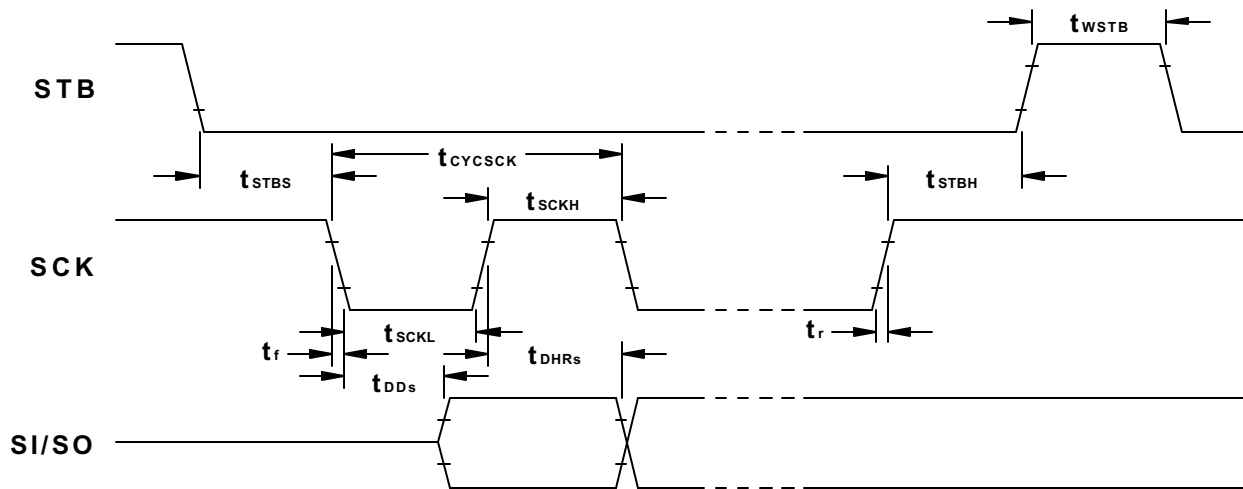 tWSTB
STB
tCYCSCK
tSTBS
tSTBH
tSCKH
SCK
tSCKL
tr
tf
tDHRs
tDDs
SI/SO